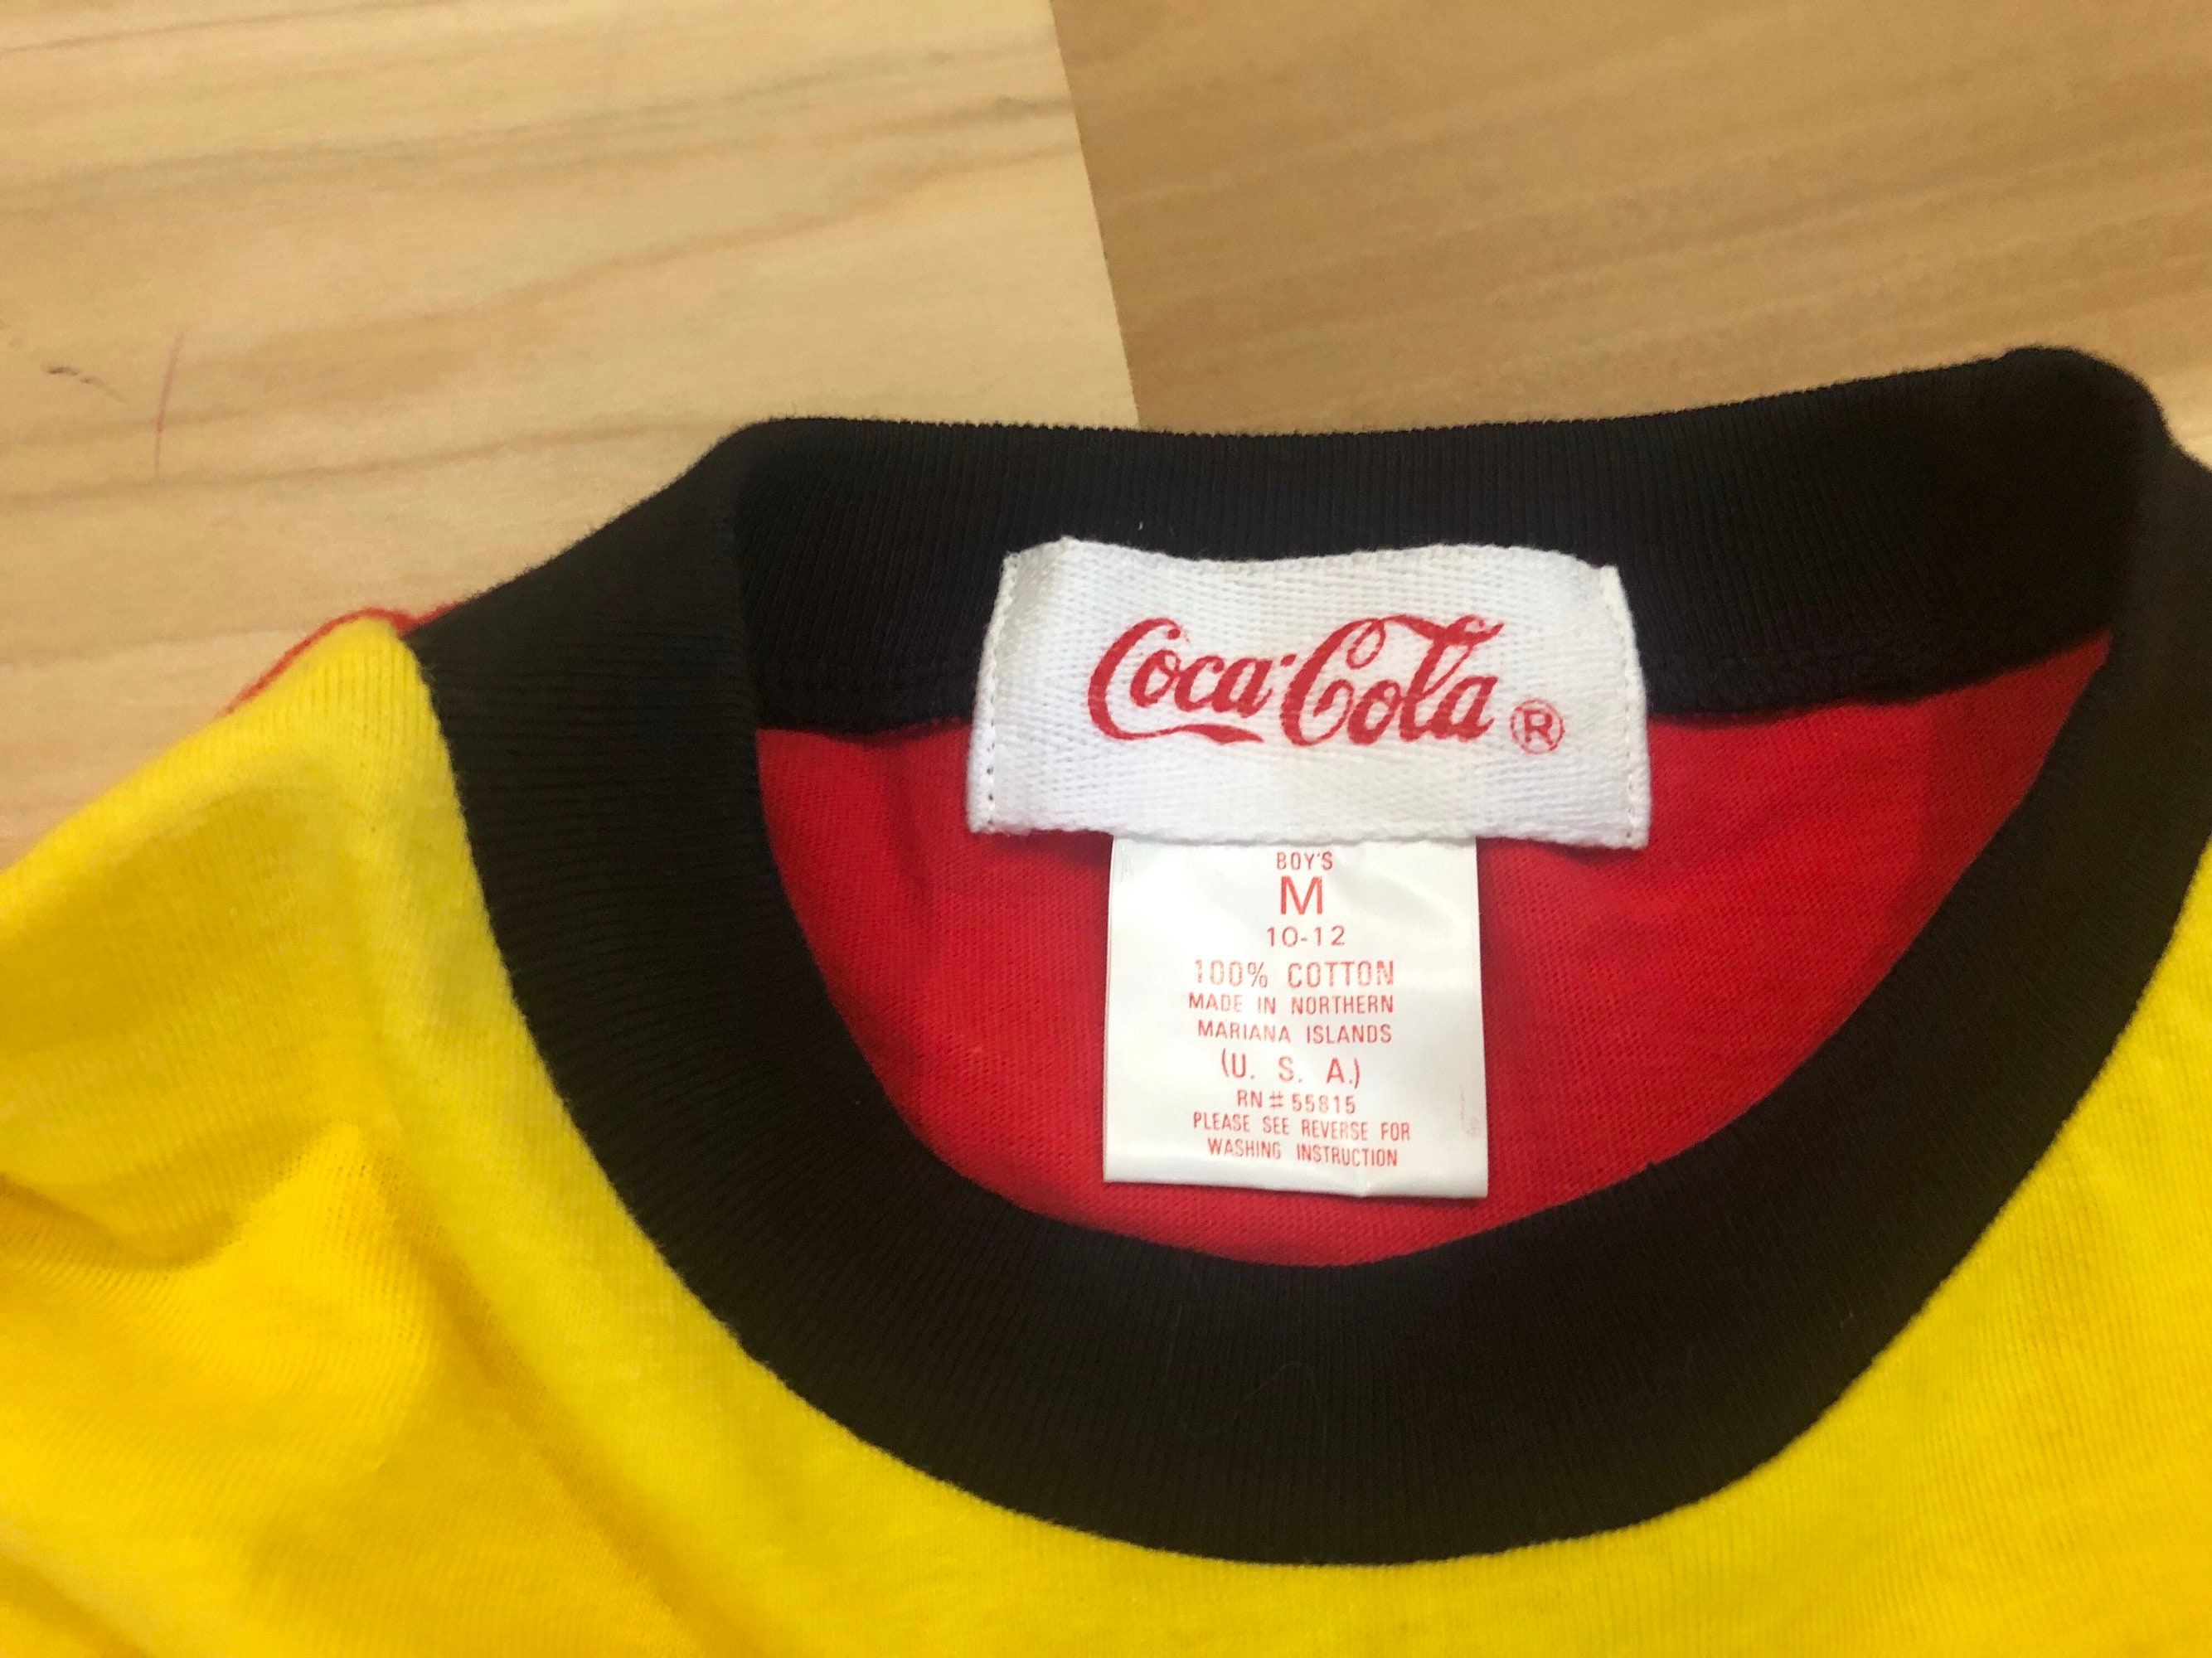 Coca-Cola ®
BOY'S
M
10-12
100% COTTON
MADE IN NORTHERN
MARIANA ISLANDS
(U. S. A.)
RN # 55815
PLEASE SEE REVERSE FOR
WASHING INSTRUCTION